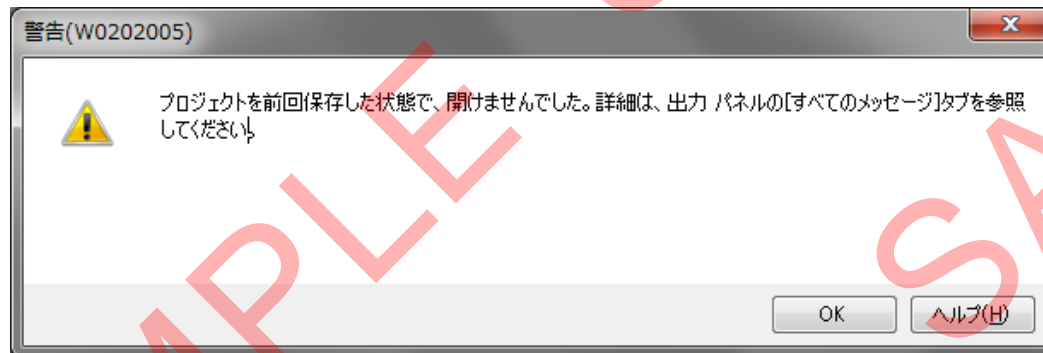 警告(W0202005)
プロジェクトを前回保存した状態で、開けませんでした。詳細は、出力 パネルの[すべてのメッセージ]タブを参照
してください。
OK
ヘルプ(H)